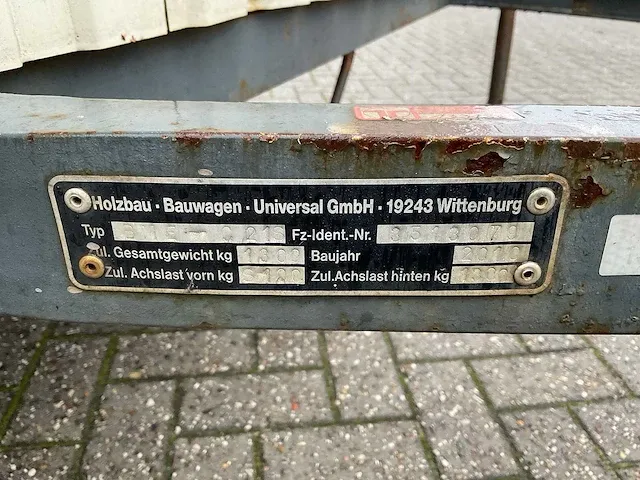 Holzbau · Bauwagen · Universal GmbH · 19243 Wittenburg
Typ Fz-Ident.-Nr.
Zul. Gesamtgewicht kg Baujahr
Zul. Achslast vorn kg Zul.Achslast hinten kg